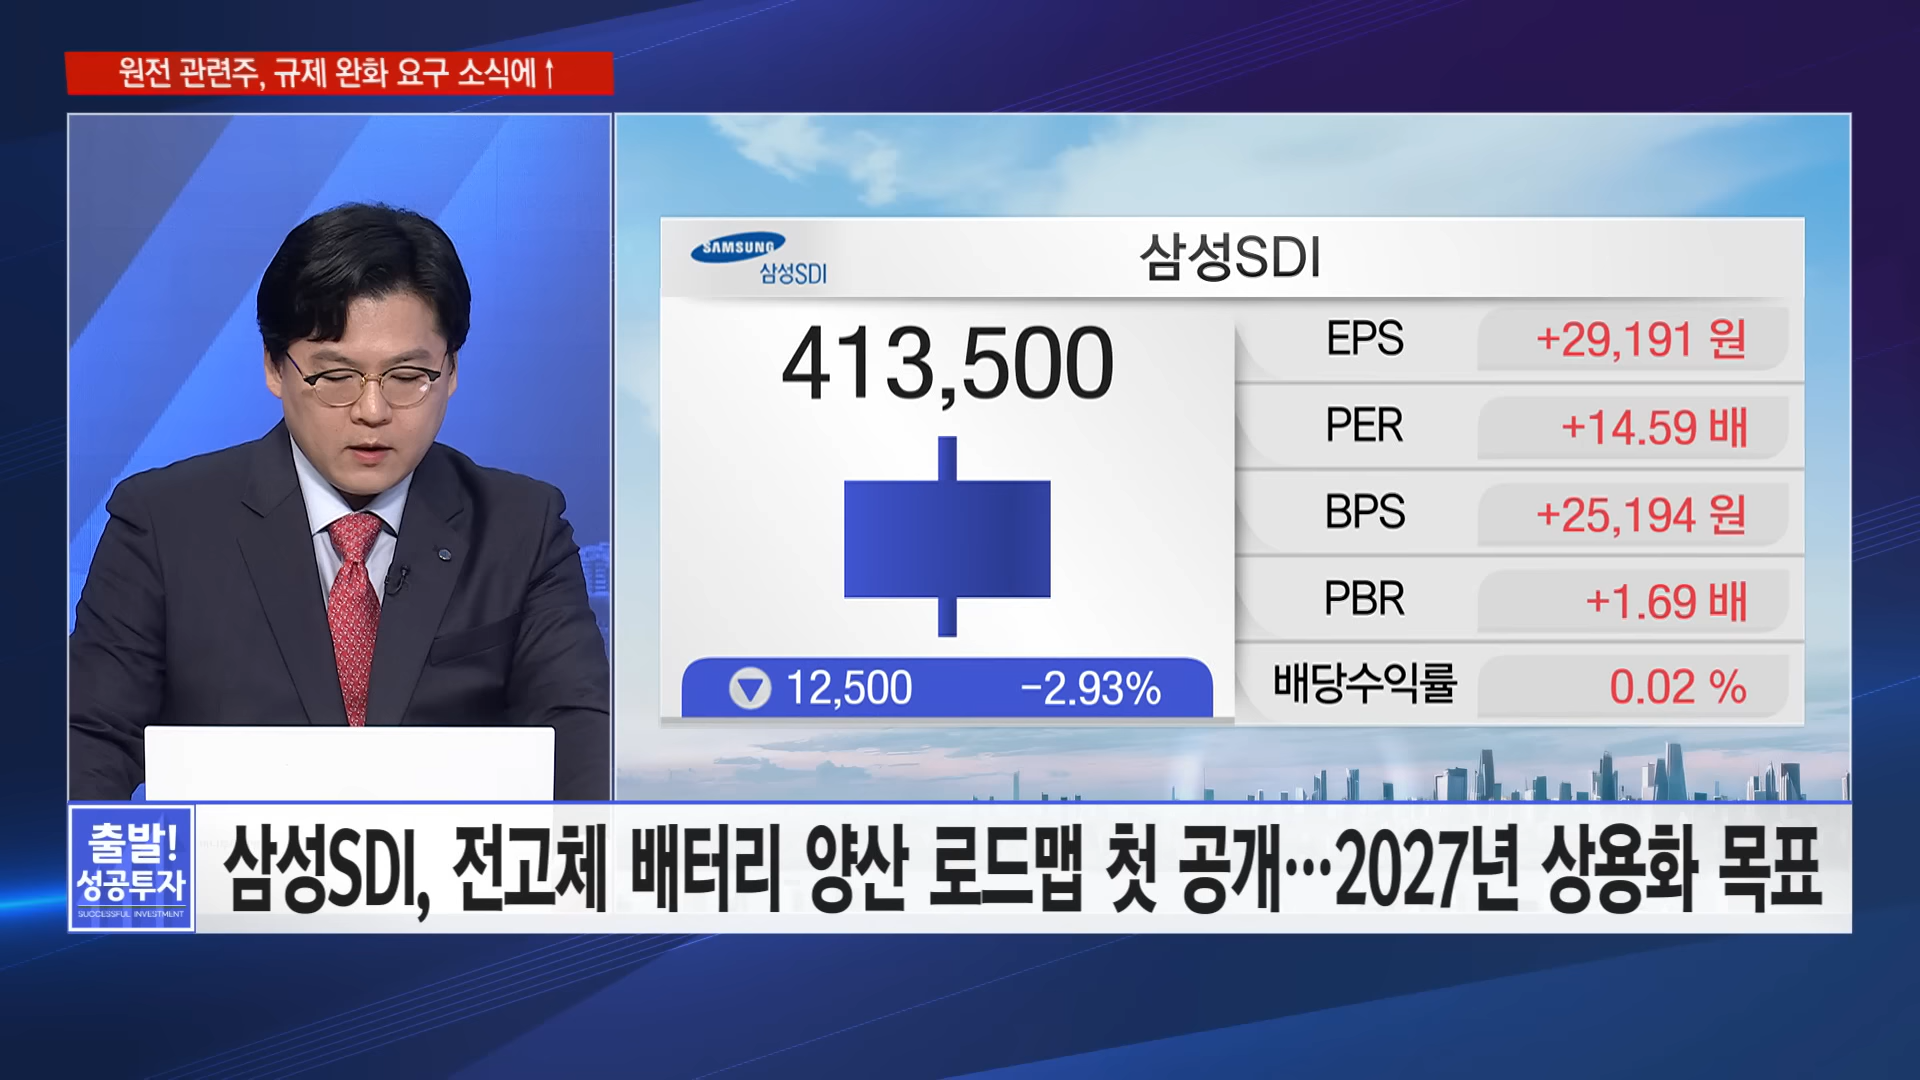 원전 관련주, 규제 완화 요구 소식에↑
SAMSUNG
삼성SDI
삼성SDI
413,500
▽ 12,500 -2.93%
EPS +29,191 원
PER +14.59 배
BPS +25,194 원
PBR +1.69 배
배당수익률 0.02 %
출발!
성공투자
SUCCESSFUL INVESTMENT
삼성SDI, 전고체 배터리 양산 로드맵 첫 공개…2027년 상용화 목표